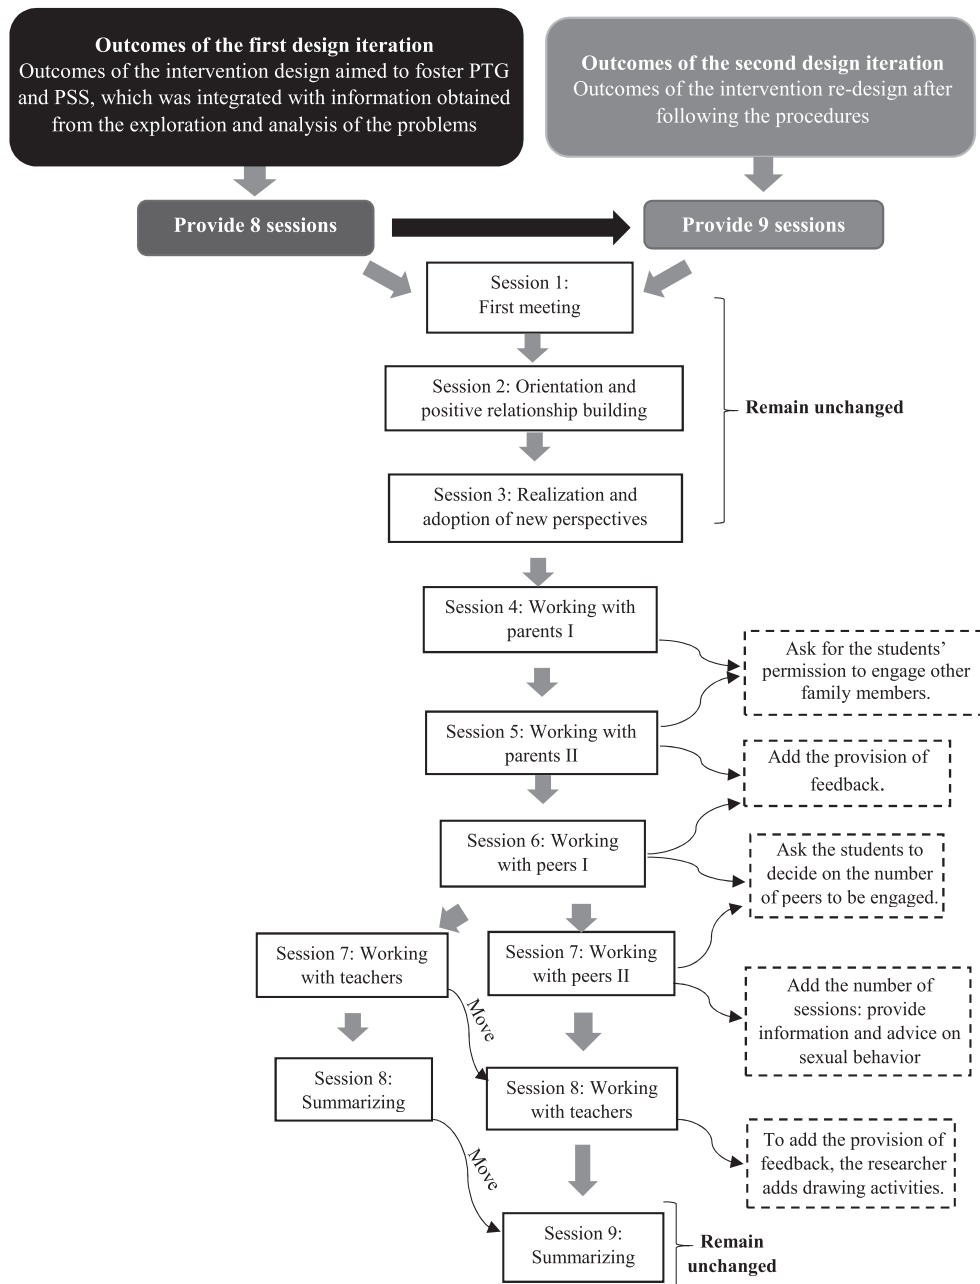 Outcomes of the first design iteration
Outcomes of the intervention design aimed to foster PTG
and PSS, which was integrated with information obtained
from the exploration and analysis of the problems
Outcomes of the second design iteration
Outcomes of the intervention re-design after
following the procedures
Provide 8 sessions
Provide 9 sessions
Session 1:
First meeting
Session 2: Orientation and
positive relationship building
Remain unchanged
Session 3: Realization and
adoption of new perspectives
Session 4: Working with
parents I
Ask for the students’
permission to engage other
family members.
Session 5: Working with
parents II
Add the provision of
feedback.
Session 6: Working
with peers I
Ask the students to
decide on the number
of peers to be engaged.
Session 7: Working
with teachers
Session 7: Working
with peers II
Move
Add the number of
sessions: provide
information and advice on
sexual behavior
Session 8:
Summarizing
Session 8: Working
with teachers
Move
To add the provision of
feedback, the researcher
adds drawing activities.
Session 9:
Summarizing
Remain
unchanged